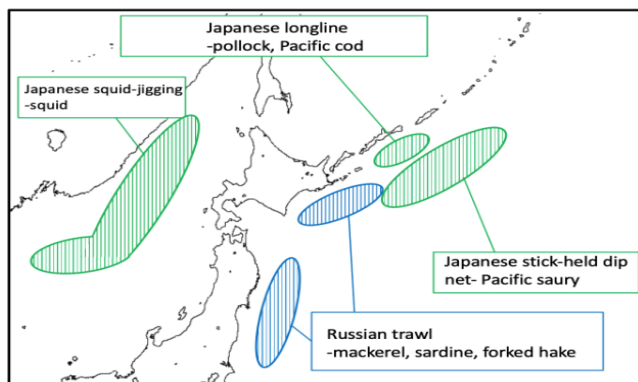 Japanese longline
-pollock, Pacific cod
Japanese squid-jigging
-squid
Japanese stick-held dip
net- Pacific saury
Russian trawl
-mackerel, sardine, forked hake